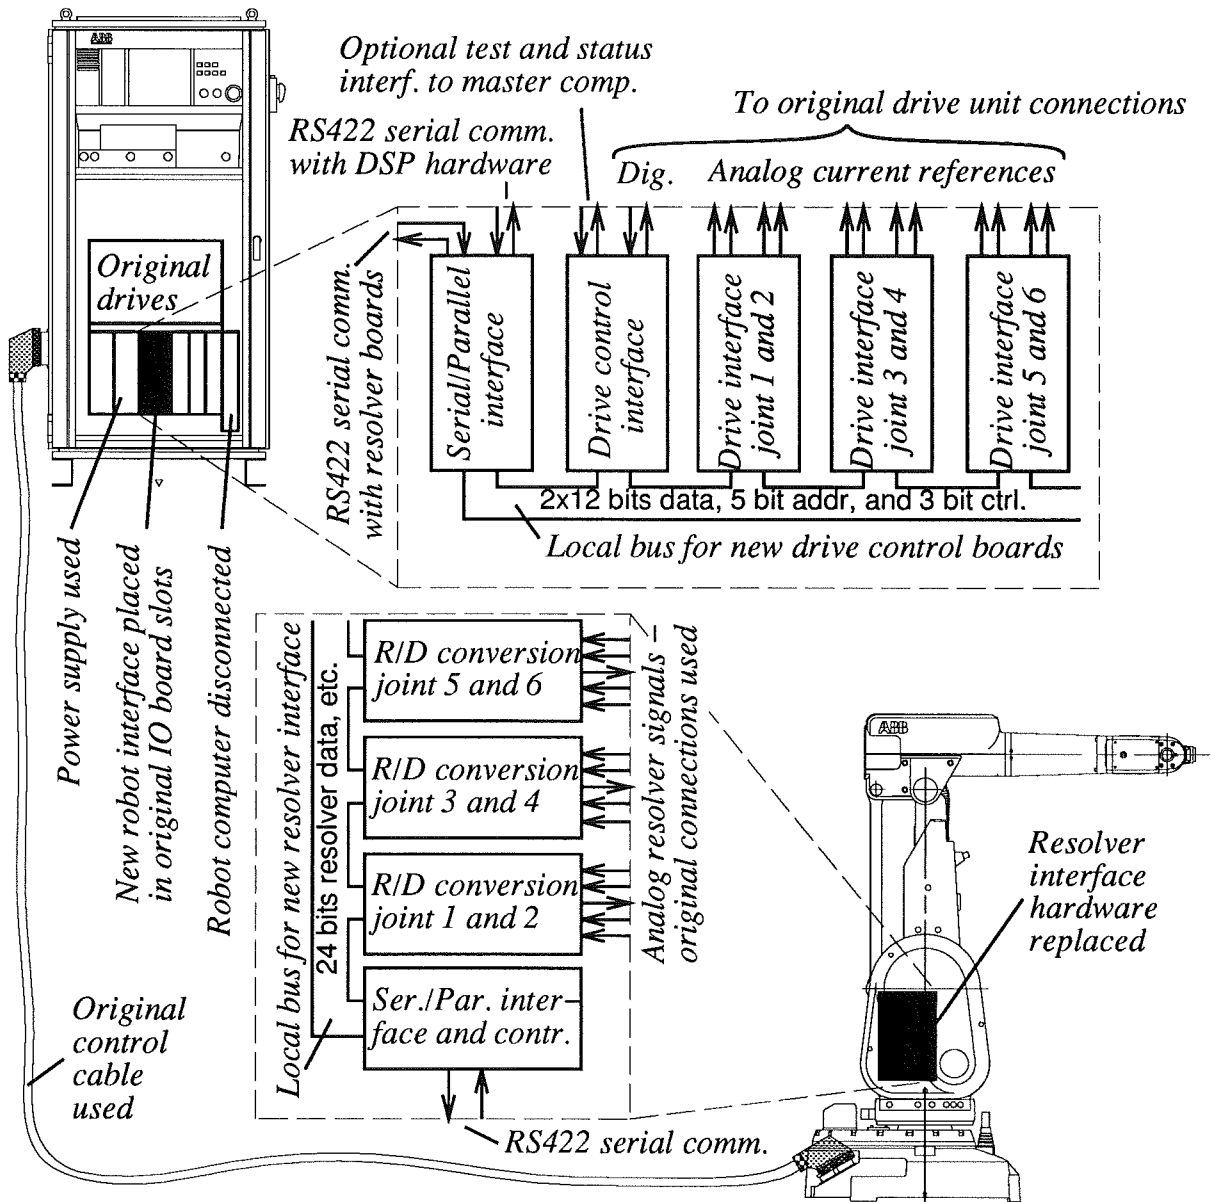 ABB
Optional test and status
interf. to master comp.
RS422 serial comm.
with DSP hardware
To original drive unit connections
Dig.
Analog current references
Original
drives
RS422 serial comm.
with resolver boards
Serial/Parallel
interface
Drive control
interface
Drive interface
joint 1 and 2
Drive interface
joint 3 and 4
Drive interface
joint 5 and 6
2x12 bits data, 5 bit addr, and 3 bit ctrl.
Local bus for new drive control boards
Power supply used
New robot interface placed
in original IO board slots
Robot computer disconnected
Local bus for new resolver interface
24 bits resolver data, etc.
R/D conversion
joint 5 and 6
R/D conversion
joint 3 and 4
R/D conversion
joint 1 and 2
Ser./Par. inter–
face and contr.
Analog resolver signals –
original connections used
ABB
Resolver
interface
hardware
replaced
Original
control
cable
used
RS422 serial comm.